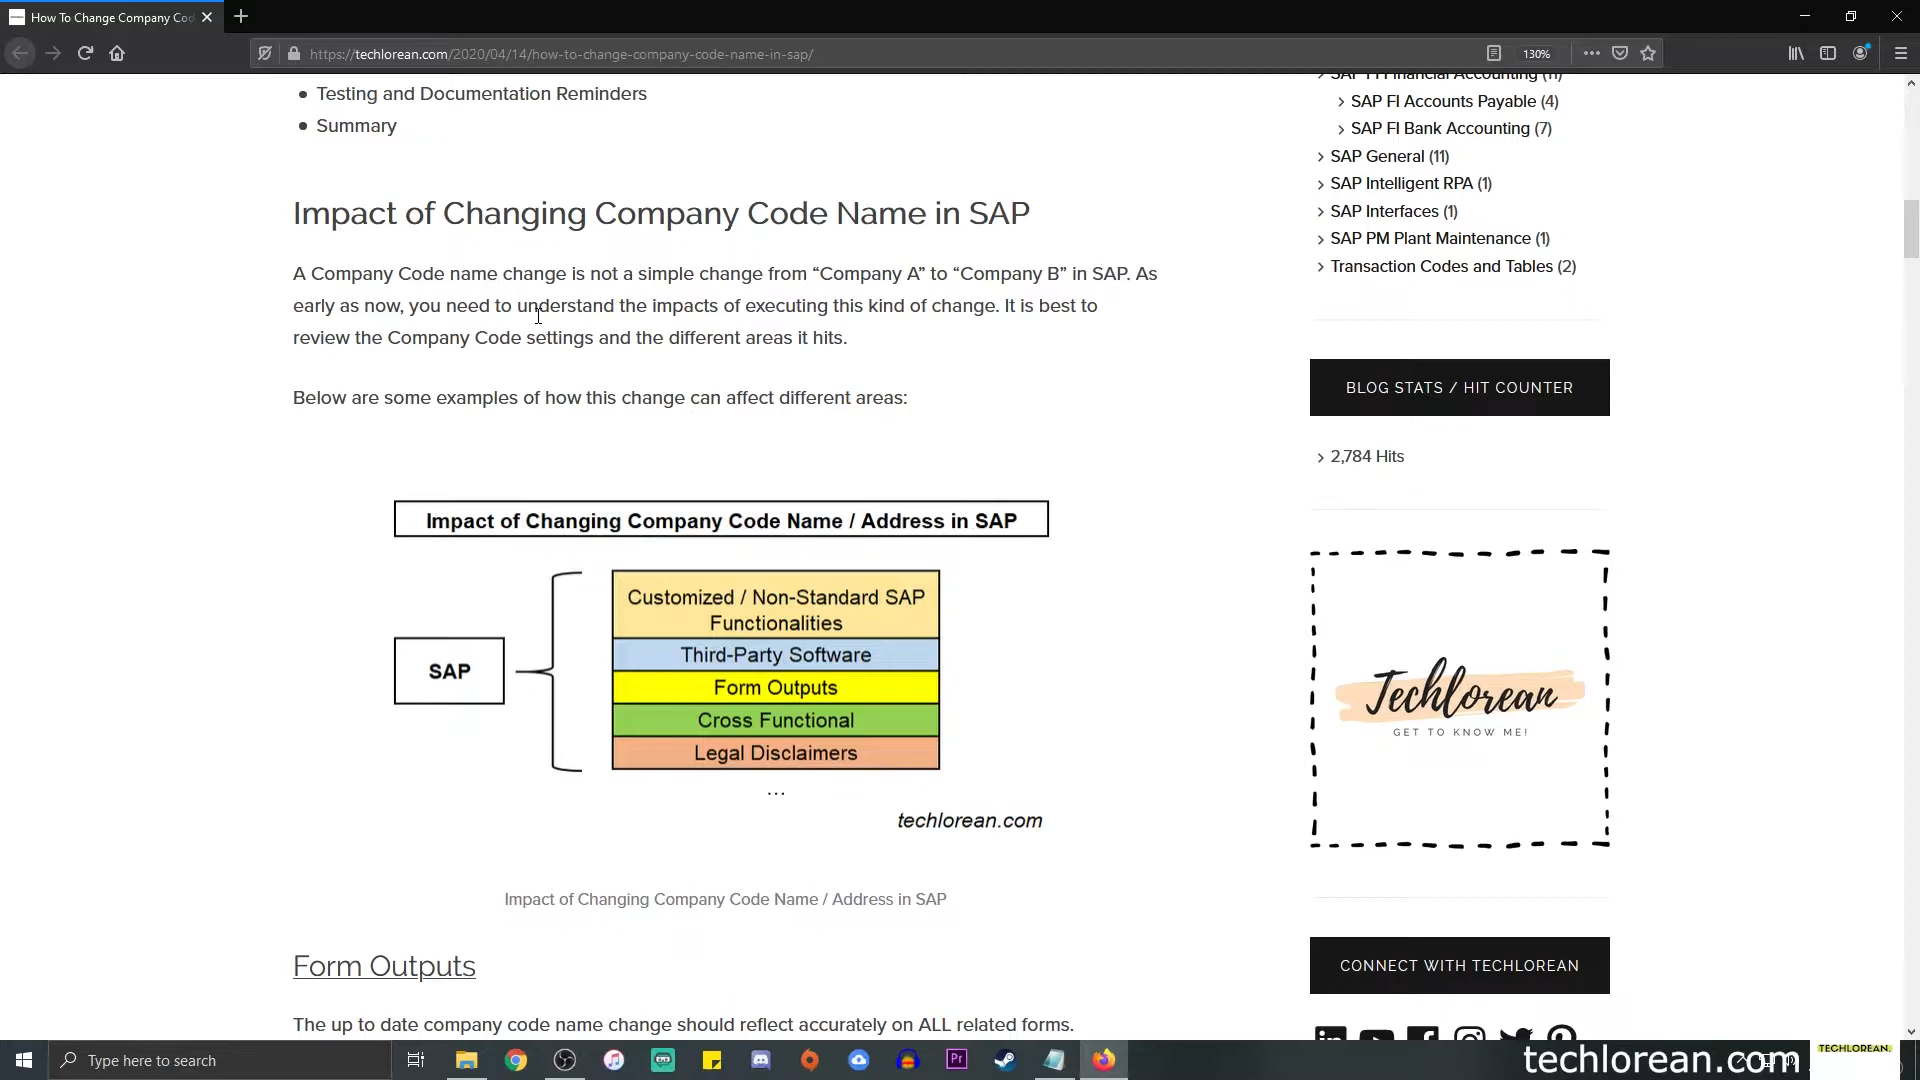 How To Change Company Cod
https://techlorean.com/2020/04/14/how-to-change-company-code-name-in-sap/
130%
Testing and Documentation Reminders
Summary
Impact of Changing Company Code Name in SAP
A Company Code name change is not a simple change from “Company A” to “Company B” in SAP. As
early as now, you need to understand the impacts of executing this kind of change. It is best to
review the Company Code settings and the different areas it hits.
Below are some examples of how this change can affect different areas:
Impact of Changing Company Code Name / Address in SAP
SAP
Customized / Non-Standard SAP
Functionalities
Third-Party Software
Form Outputs
Cross Functional
Legal Disclaimers
...
techlorean.com
Impact of Changing Company Code Name / Address in SAP
Form Outputs
The up to date company code name change should reflect accurately on ALL related forms.
SAP FI Financial Accounting (11)
SAP FI Accounts Payable (4)
SAP FI Bank Accounting (7)
SAP General (11)
SAP Intelligent RPA (1)
SAP Interfaces (1)
SAP PM Plant Maintenance (1)
Transaction Codes and Tables (2)
BLOG STATS / HIT COUNTER
2,784 Hits
Techlorean
GET TO KNOW ME!
CONNECT WITH TECHLOREAN
Type here to search
Pr
techlorean.com
TECHLOREAN.